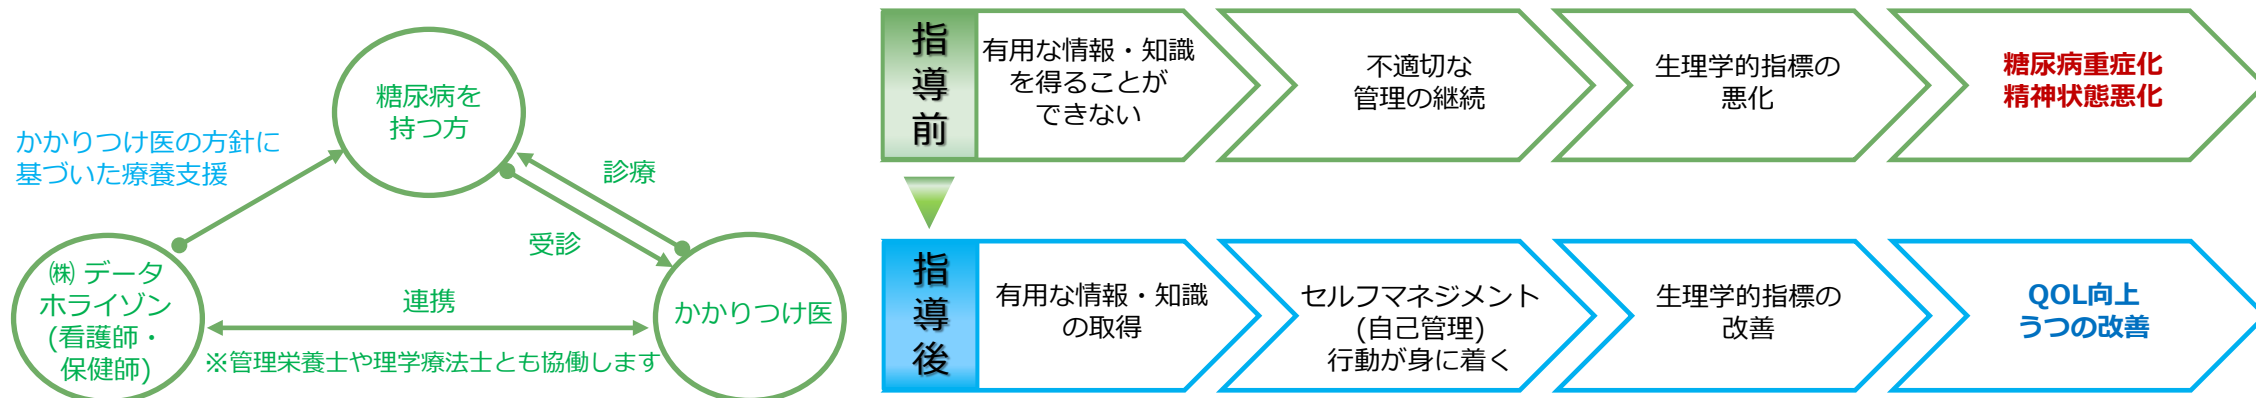 糖尿病を
持つ方
かかりつけ医の方針に
基づいた療養支援
診療
受診
㈱ データ
ホライゾン
(看護師・
保健師)
連携
かかりつけ医
※管理栄養士や理学療法士とも協働します
指
導
前
有用な情報・知識
を得ることが
できない
不適切な
管理の継続
生理学的指標の
悪化
糖尿病重症化
精神状態悪化
指
導
後
有用な情報・知識
の取得
セルフマネジメント
(自己管理)
行動が身に着く
生理学的指標の
改善
QOL向上
うつの改善